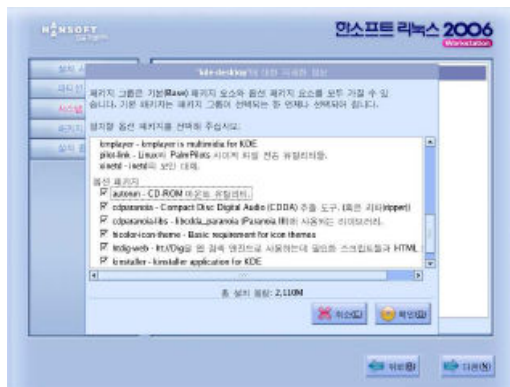 HANSOFT
한소프트 리눅스 2006
Workstation
설치
'kde-desktop'에 대한 자세한 정보
패키지 그룹은 기본(Base) 패키지 요소와 옵션 패키지 요소를 모두 가질 수 있
습니다. 기본 패키지는 패키지 그룹이 선택되는 한 언제나 선택되어 집니다.
설치할 옵션 패키지를 선택해 주십시오.
kmplayer - kmplayer is multimedia for KDE
pilot-link - Linux와 PalmPilots 사이에 파일 전송 유틸리티들.
xinetd - inetd의 보안 대체.
옵션 패키지
autorun - CD-ROM 마운트 유틸리티.
cdparanoia - Compact Disc Digital Audio (CDDA) 추출 도구. (혹은 리퍼(ripper))
cdparanoia-libs - libcdda_paranoia (Paranoia III)에 사용되는 라이브러리.
hicolor-icon-theme - Basic requirement for icon themes
htdig-web - ht://Dig을 웹 검색 엔진으로 사용하는데 필요한 스크립트들과 HTML
kinstaller - kinstaller application for KDE
총 설치 용량: 2,110M
취소(C)
확인(O)
뒤로(B)
다음(N)